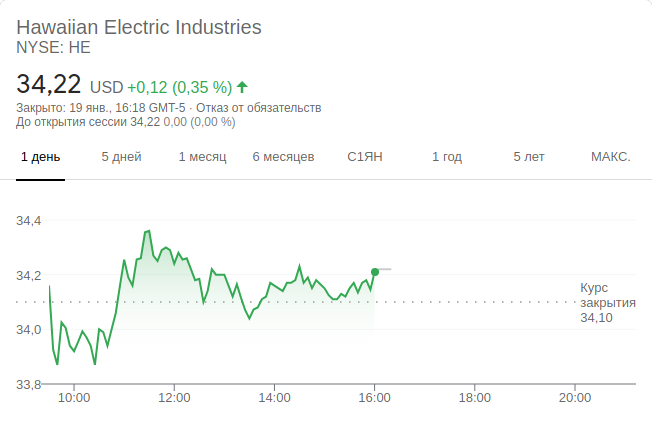 Hawaiian Electric Industries
NYSE: HE
34,22 USD +0,12 (0,35 %)
Закрыто: 19 янв., 16:18 GMT-5 · Отказ от обязательств
До открытия сессии 34,22 0,00 (0,00 %)
1 день 5 дней 1 месяц 6 месяцев С1ЯН 1 год 5 лет МАКС.
34,4
34,2
Курс
закрытия
34,10
34,0
33,8
10:00 12:00 14:00 16:00 18:00 20:00